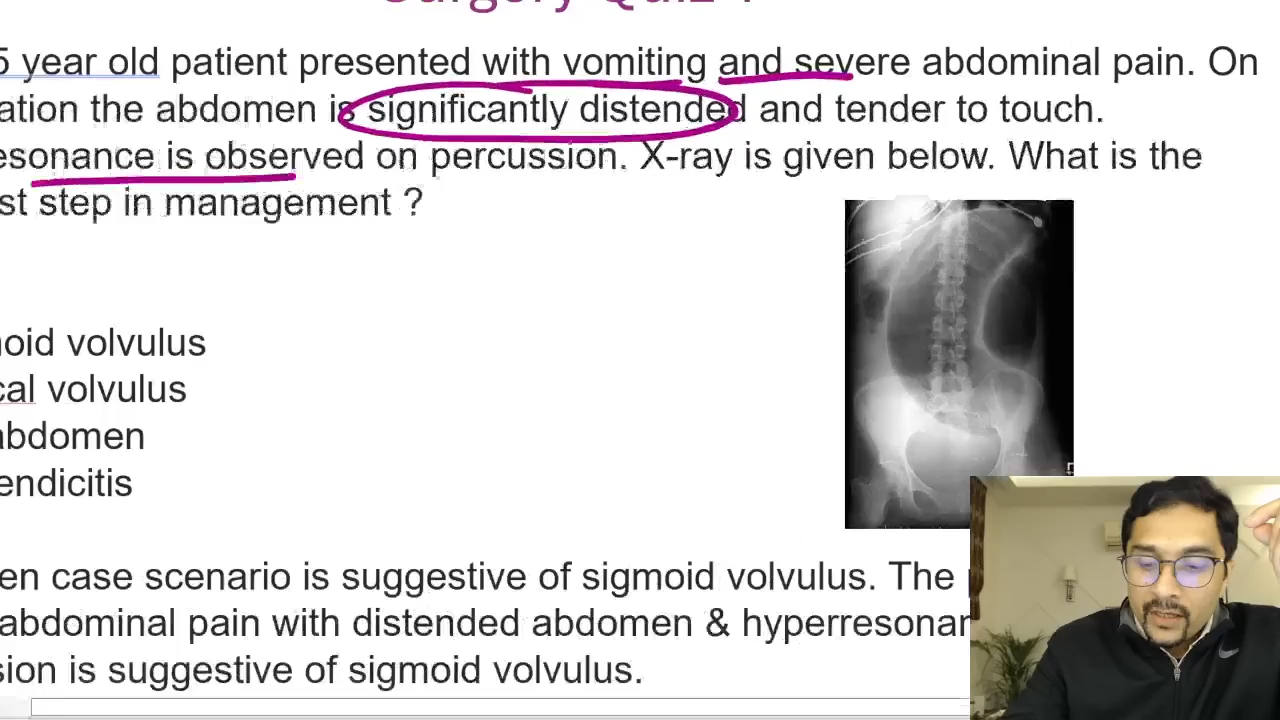 Surgery Quiz
5 year old patient presented with vomiting and severe abdominal pain. On
ation the abdomen is significantly distended and tender to touch.
esonance is observed on percussion. X-ray is given below. What is the
st step in management ?
oid volvulus
cal volvulus
abdomen
endicitis
en case scenario is suggestive of sigmoid volvulus. The
abdominal pain with distended abdomen & hyperresonan
sion is suggestive of sigmoid volvulus.